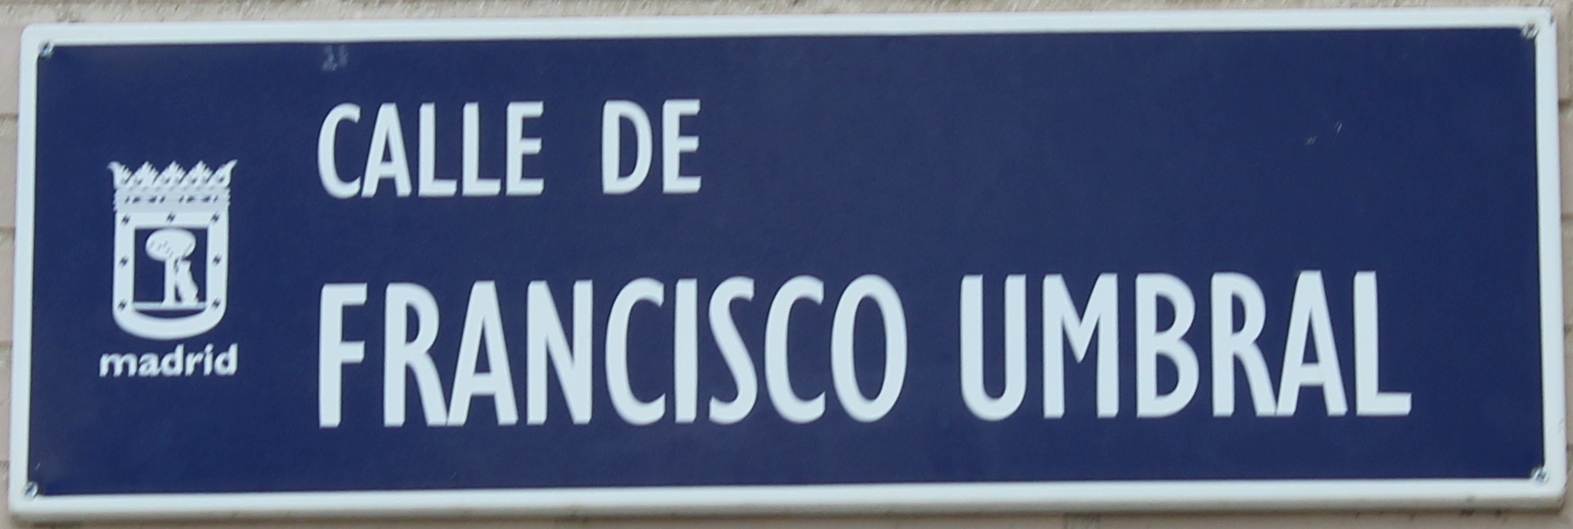 CALLE DE
FRANCISCO UMBRAL
madrid